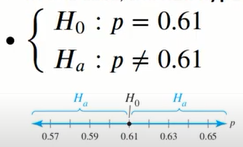 • { H₀ : p = 0.61
Hₐ : p ≠ 0.61
Hₐ H₀ Hₐ
0.57 0.59 0.61 0.63 0.65 p